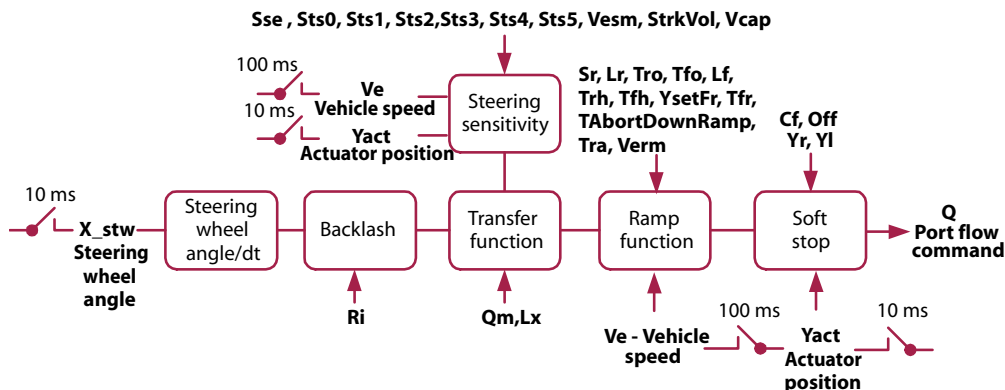 Sse , Sts0, Sts1, Sts2,Sts3, Sts4, Sts5, Vesm, StrkVol, Vcap
100 ms
Ve
Vehicle speed
10 ms
Yact
Actuator position
Steering
sensitivity
Sr, Lr, Tro, Tfo, Lf,
Trh, Tfh, YsetFr, Tfr,
TAbortDownRamp,
Tra, Verm
Cf, Off
Yr, Yl
10 ms
X_stw
Steering
wheel
angle
Steering
wheel
angle/dt
Backlash
Transfer
function
Ramp
function
Soft
stop
Q
Port flow
command
Ri
Qm,Lx
Ve - Vehicle
speed
100 ms
Yact
Actuator
position
10 ms